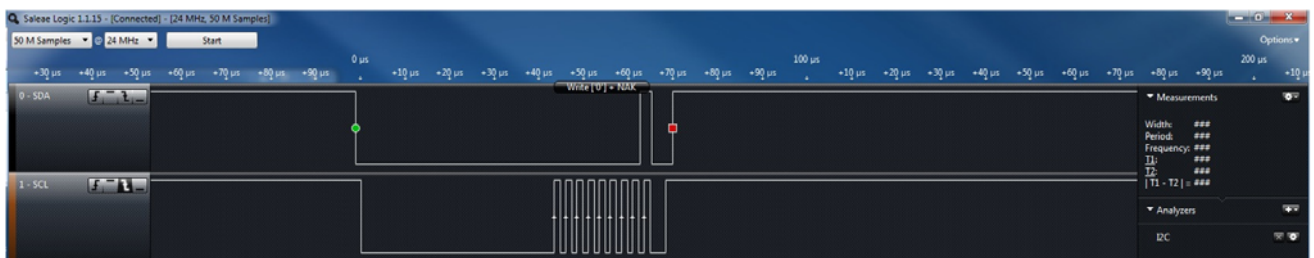 Saleae Logic 1.1.15 - [Connected] - [24 MHz, 50 M Samples]
50 M Samples @ 24 MHz Start
Options
0 µs 100 µs 200 µs
+30 µs +40 µs +50 µs +60 µs +70 µs +80 µs +90 µs +10 µs +20 µs +30 µs +40 µs +50 µs +60 µs +70 µs +80 µs +90 µs +10 µs +20 µs +30 µs +40 µs +50 µs +60 µs +70 µs +80 µs +90 µs +10 µ
Write ['0'] + NAK
0 - SDA
1 - SCL
Measurements
Width: ###
Period: ###
Frequency: ###
T1: ###
T2: ###
| T1 - T2 | = ###
Analyzers
I2C